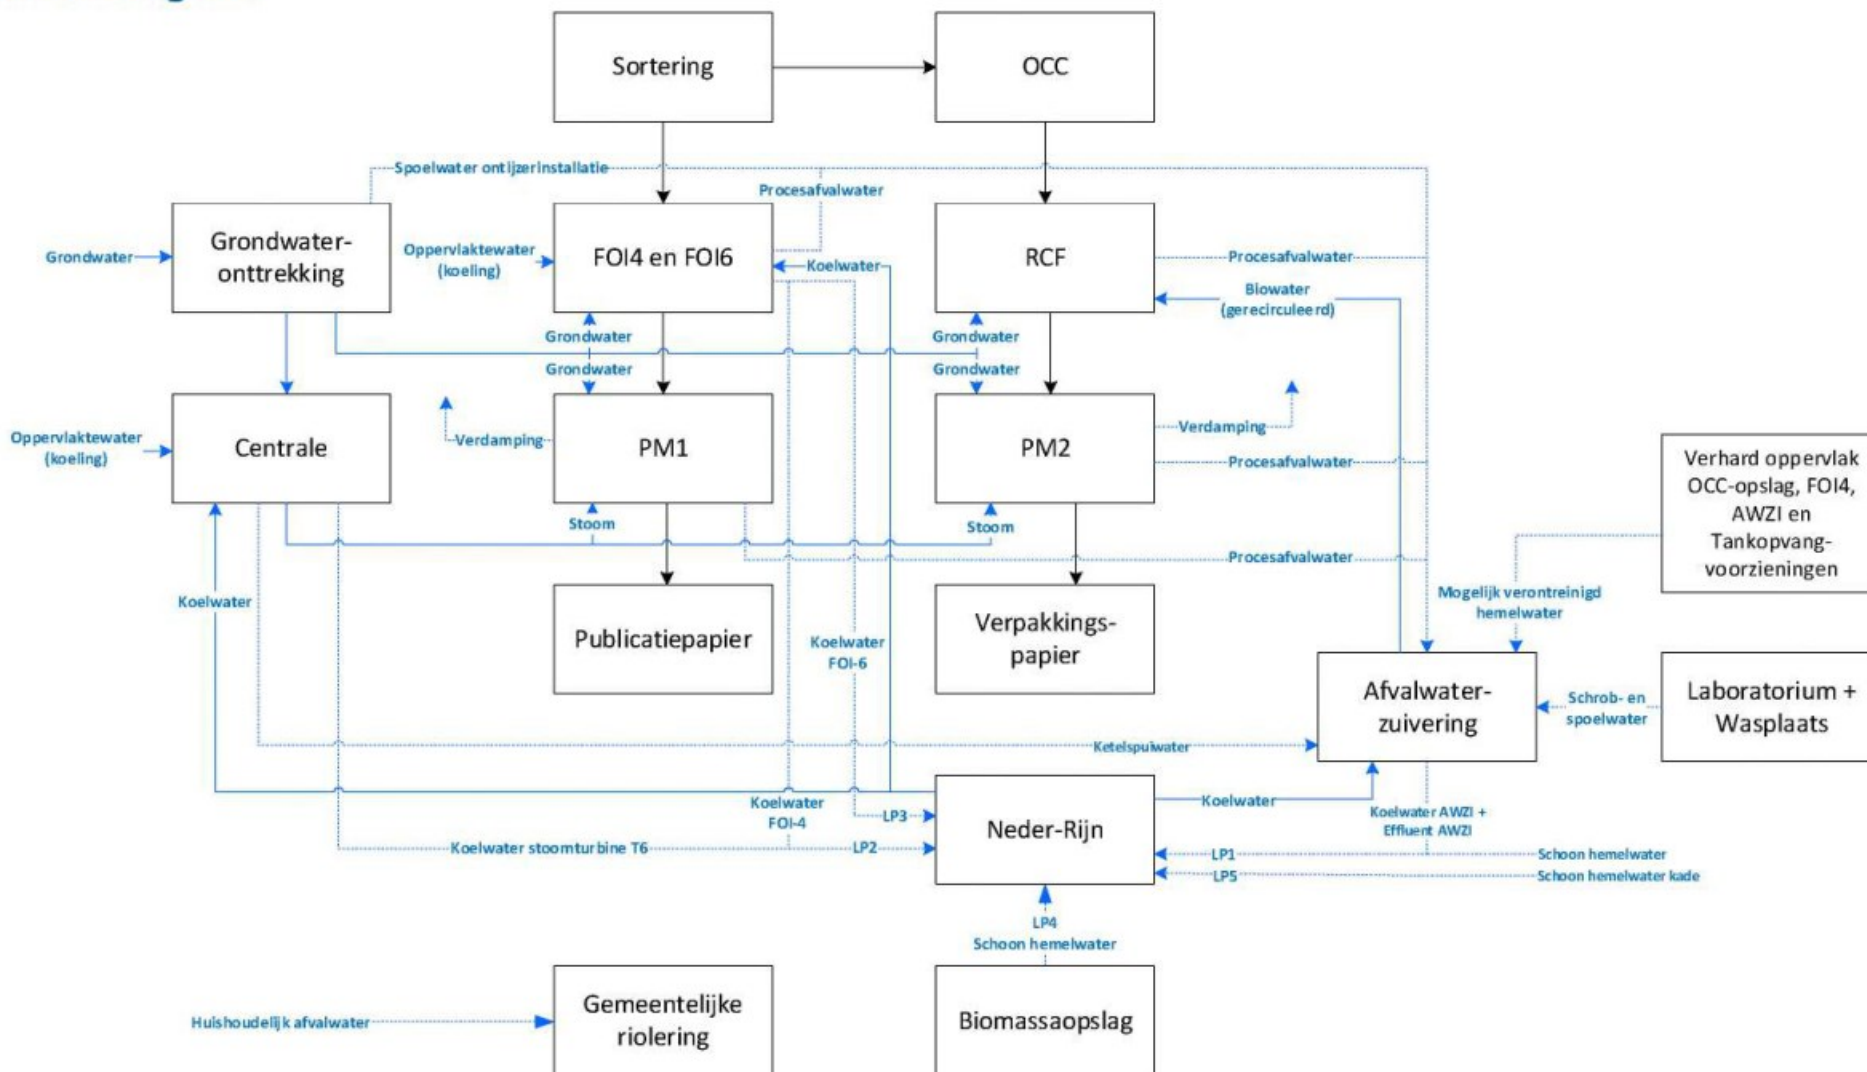 Sortering
OCC
Spoelwater ontijzerinstallatie
Procesafvalwater
Grondwater-
onttrekking
FOI4 en FOI6
RCF
Grondwater
Oppervlaktewater
(koeling)
Koelwater
Procesafvalwater
Biowater
(gerecirculeerd)
Grondwater
Grondwater
Grondwater
Grondwater
Oppervlaktewater
(koeling)
Centrale
Verdamping
PM1
PM2
Verdamping
Procesafvalwater
Verhard oppervlak
OCC-opslag, FOI4,
AWZI en
Tankopvang-
voorzieningen
Stoom
Stoom
Procesafvalwater
Koelwater
Mogelijk verontreinigd
hemelwater
Publicatiepapier
Koelwater
FOI-6
Verpakkings-
papier
Afvalwater-
zuivering
Schrob- en
spoelwater
Laboratorium +
Wasplaats
Ketelspuiwater
Koelwater
FOI-4
LP3
Neder-Rijn
Koelwater
Koelwater AWZI +
Effluent AWZI
Koelwater stoomturbine T6
LP2
LP1
Schoon hemelwater
LP5
Schoon hemelwater kade
LP4
Schoon hemelwater
Huishoudelijk afvalwater
Gemeentelijke
riolering
Biomassaopslag